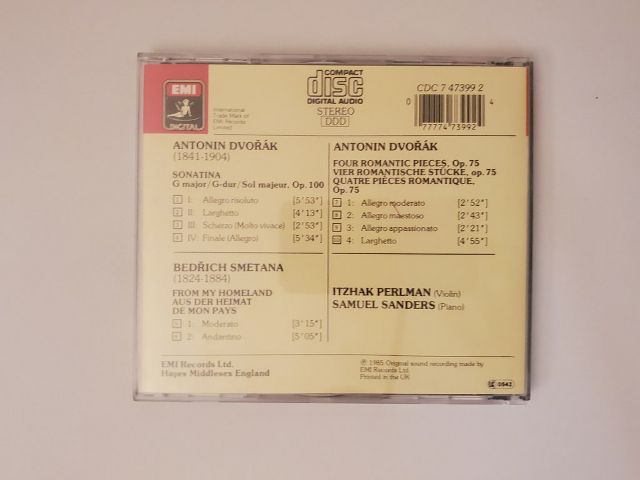 EMI
DIGITAL
International
Trade Mark of
EMI Records
Limited
COMPACT
disc
DIGITAL AUDIO
STEREO
DDD
CDC 7 47399 2
0 77774 73992 4
ANTONIN DVOŘÁK
(1841-1904)
SONATINA
G major/G-dur/Sol majeur, Op. 100
1 I: Allegro risoluto [5'53"]
2 II: Larghetto [4'13"]
3 III: Scherzo (Molto vivace) [2'53"]
4 IV: Finale (Allegro) [5'34"]
BEDŘICH SMETANA
(1824-1884)
FROM MY HOMELAND
AUS DER HEIMAT
DE MON PAYS
5 1: Moderato [3'15"]
6 2: Andantino [5'05"]
ANTONIN DVOŘÁK
FOUR ROMANTIC PIECES, Op. 75
VIER ROMANTISCHE STÜCKE, op. 75
QUATRE PIÈCES ROMANTIQUE,
Op. 75
7 1: Allegro moderato [2'52"]
8 2: Allegro maestoso [2'43"]
9 3: Allegro appassionato [2'21"]
10 4: Larghetto [4'55"]
ITZHAK PERLMAN (Violin)
SAMUEL SANDERS (Piano)
EMI Records Ltd.
Hayes Middlesex England
℗ 1985 Original sound recording made by
EMI Records Ltd.
Printed in the UK
0542